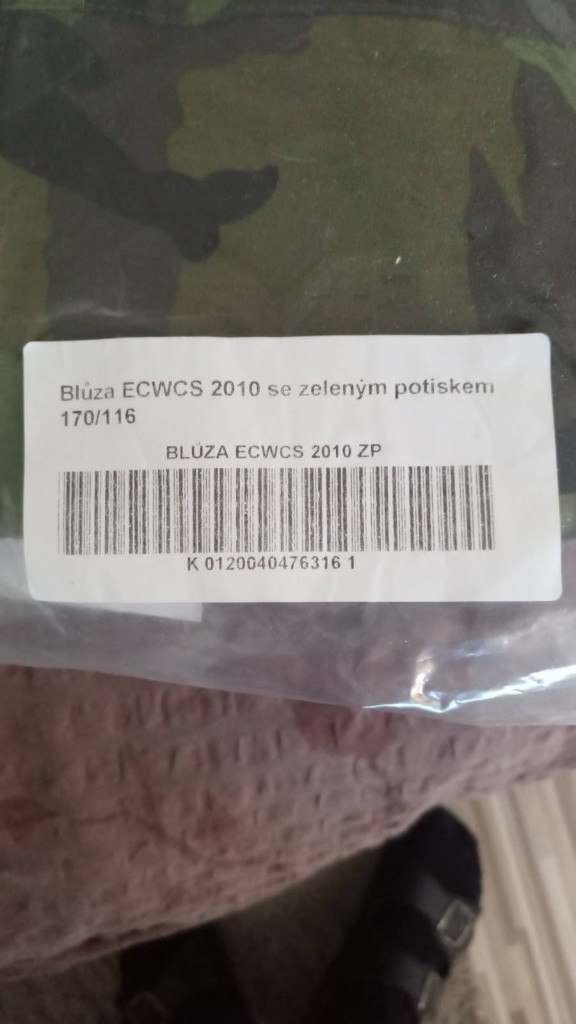 Blůza ECWCS 2010 se zeleným potiskem
170/116
BLŮZA ECWCS 2010 ZP
K 0120040476316 1